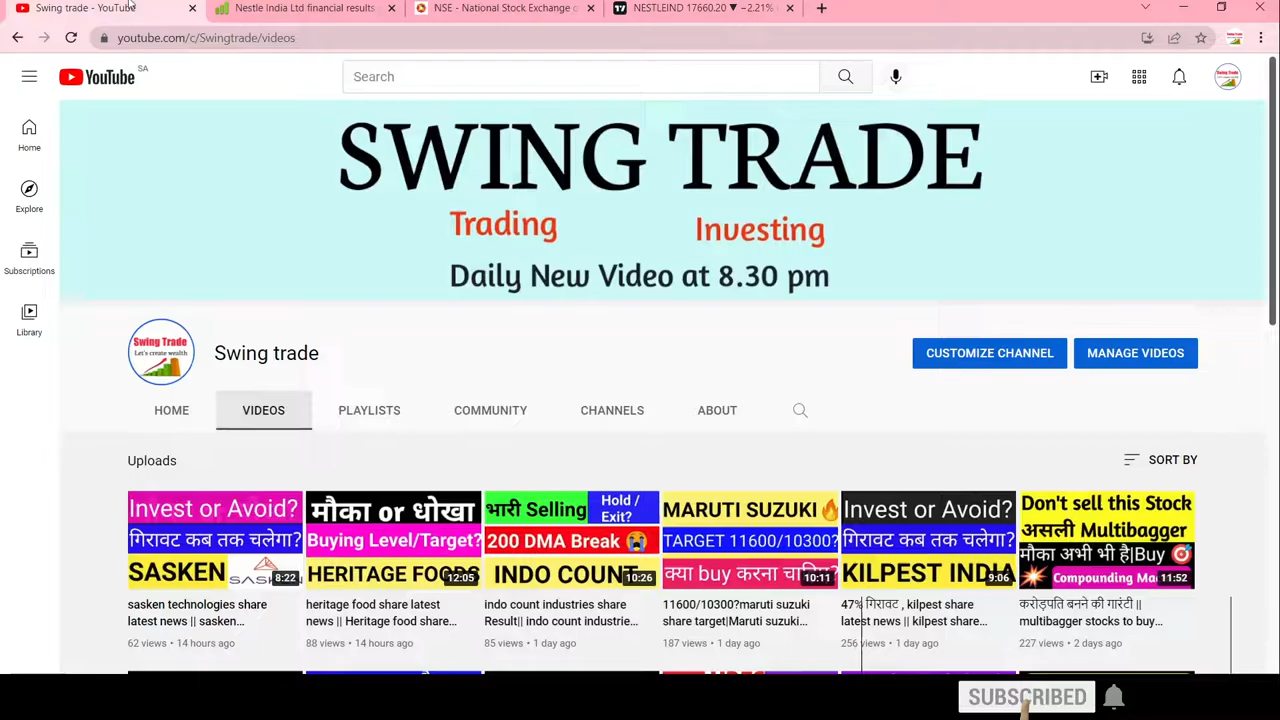 Swing trade - YouTube
Nestle India Ltd financial results
NSE - National Stock Exchange o
NESTLEIND 17660.20 ▼ −2.21%
youtube.com/c/Swingtrade/videos
YouTube SA
Search
Home
Explore
Subscriptions
Library
SWING TRADE
Trading Investing
Daily New Video at 8.30 pm
Swing Trade
Let's create wealth
Swing trade
CUSTOMIZE CHANNEL
MANAGE VIDEOS
HOME
VIDEOS
PLAYLISTS
COMMUNITY
CHANNELS
ABOUT
Uploads
SORT BY
Invest or Avoid?
गिरावट कब तक चलेगा?
SASKEN
8:22
sasken technologies share
latest news || sasken...
62 views • 14 hours ago
मौका or धोखा
Buying Level/Target?
HERITAGE FOODS
12:05
heritage food share latest
news || Heritage food share...
88 views • 14 hours ago
भारी Selling
Hold /
Exit?
200 DMA Break
INDO COUNT
10:26
indo count industries share
Result|| indo count industrie...
85 views • 1 day ago
MARUTI SUZUKI
TARGET 11600/10300?
क्या buy करना चाहिए
10:11
11600/10300?maruti suzuki
share target|Maruti suzuki...
187 views • 1 day ago
Invest or Avoid?
गिरावट कब तक चलेगा?
KILPEST INDIA
9:06
47% गिरावट , kilpest share
latest news || kilpest share...
256 views • 1 day ago
Don't sell this Stock
असली Multibagger
मौका अभी भी है|Buy
Compounding
11:52
करोड़पति बनने की गारंटी ||
multibagger stocks to buy...
227 views • 2 days ago
SUBSCRIBED